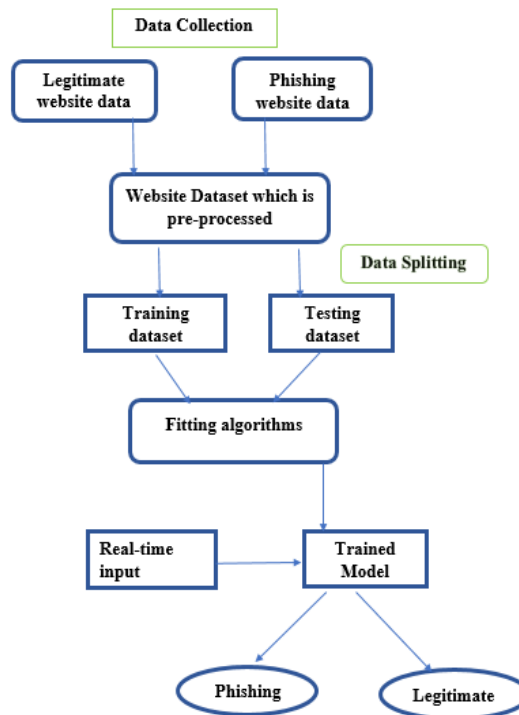 Data Collection
Legitimate
website data
Phishing
website data
Website Dataset which is
pre-processed
Data Splitting
Training
dataset
Testing
dataset
Fitting algorithms
Real-time
input
Trained
Model
Phishing
Legitimate